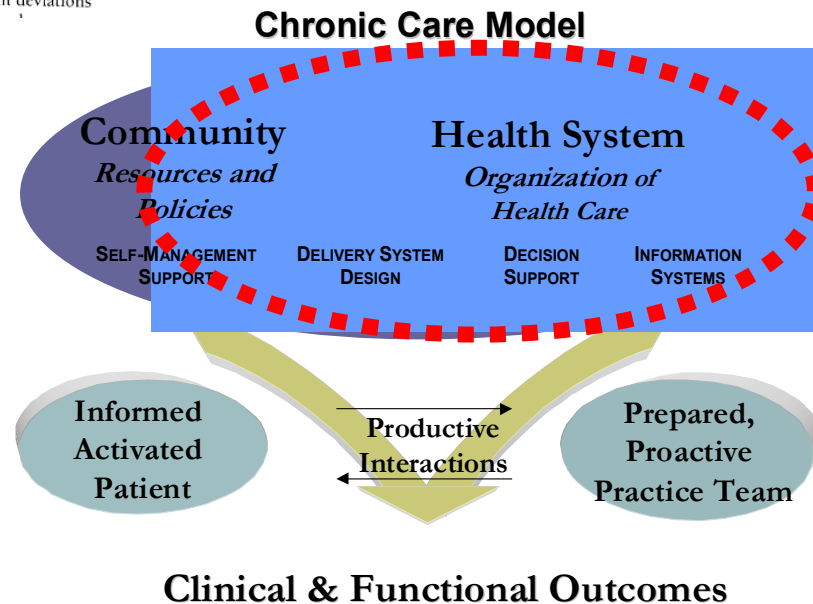 deviations
Chronic Care Model
Community
Resources and
Policies
Health System
Organization of
Health Care
SELF-MANAGEMENT
SUPPORT
DELIVERY SYSTEM
DESIGN
DECISION
SUPPORT
INFORMATION
SYSTEMS
Informed
Activated
Patient
Productive
Interactions
Prepared,
Proactive
Practice Team
Clinical & Functional Outcomes